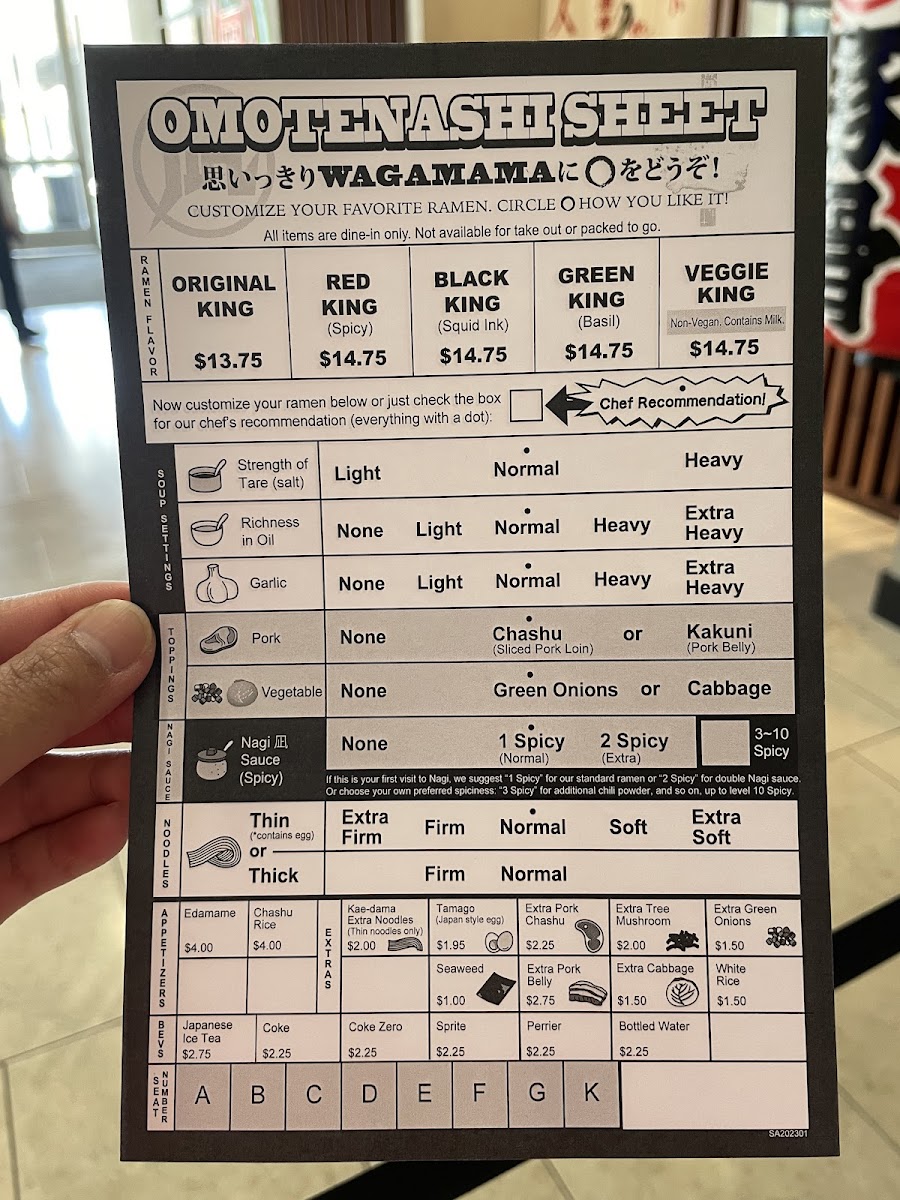 OMOTENASHI SHEET
思いっきりWAGAMAMAに〇をどうぞ!
CUSTOMIZE YOUR FAVORITE RAMEN. CIRCLE O HOW YOU LIKE IT!
All items are dine-in only. Not available for take out or packed to go.
RAMEN FLAVOR
ORIGINAL KING
$13.75
RED KING
(Spicy)
$14.75
BLACK KING
(Squid Ink)
$14.75
GREEN KING
(Basil)
$14.75
VEGGIE KING
Non-Vegan. Contains Milk.
$14.75
Now customize your ramen below or just check the box
for our chef's recommendation (everything with a dot):
Chef Recommendation!
SOUP SETTINGS
Strength of Tare (salt)
Light Normal Heavy
Richness in Oil
None Light Normal Heavy Extra Heavy
Garlic
None Light Normal Heavy Extra Heavy
TOPPINGS
Pork
None Chashu or Kakuni
(Sliced Pork Loin) (Pork Belly)
Vegetable
None Green Onions or Cabbage
NAGI SAUCE
Nagi 凪 Sauce (Spicy)
None 1 Spicy 2 Spicy 3~10 Spicy
(Normal) (Extra)
If this is your first visit to Nagi, we suggest "1 Spicy" for our standard ramen or "2 Spicy" for double Nagi sauce.
Or choose your own preferred spiciness: "3 Spicy" for additional chili powder, and so on, up to level 10 Spicy.
NOODLES
Thin
(*contains egg)
or
Thick
Extra Firm Firm Normal Soft Extra Soft
Firm Normal
APPETIZERS
Edamame
$4.00
Chashu Rice
$4.00
EXTRAS
Kae-dama
Extra Noodles
(Thin noodles only)
$2.00
Tamago
(Japan style egg)
$1.95
Extra Pork Chashu
$2.25
Extra Tree Mushroom
$2.00
Extra Green Onions
$1.50
Seaweed
$1.00
Extra Pork Belly
$2.75
Extra Cabbage
$1.50
White Rice
$1.50
BEVS
Japanese Ice Tea
$2.75
Coke
$2.25
Coke Zero
$2.25
Sprite
$2.25
Perrier
$2.25
Bottled Water
$2.25
SEAT NUMBER
A B C D E F G K
SA202301